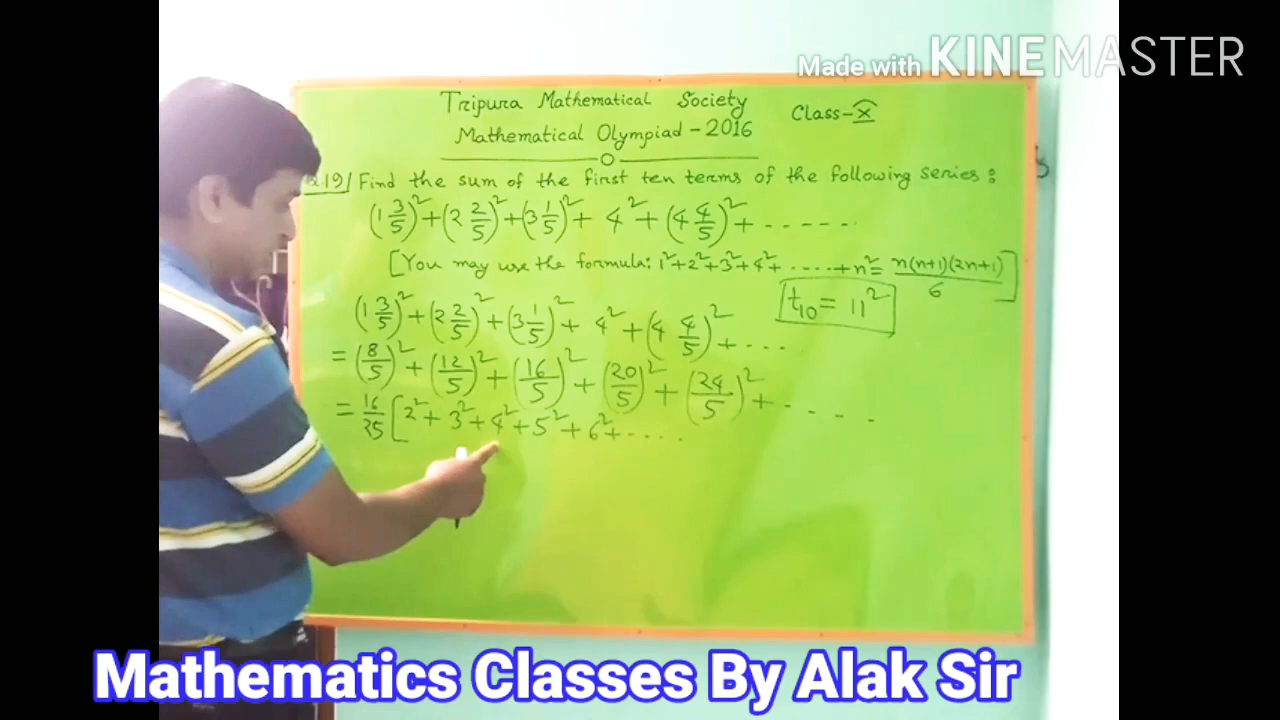 Made with KINEMASTER
Tripura Mathematical Society
Class-X
Mathematical Olympiad - 2016
19) Find the sum of the first ten terms of the following series:
(1 3/5)² + (2 2/5)² + (3 1/5)² + 4² + (4 4/5)² + ------
[You may use the formula: 1² + 2² + 3² + 4² + ...... + n² = n(n+1)(2n+1)/6]
t₁₀ = 11²
(1 3/5)² + (2 2/5)² + (3 1/5)² + 4² + (4 4/5)² + ....
= (8/5)² + (12/5)² + (16/5)² + (20/5)² + (24/5)² + - - - -
= 16/25 [2² + 3² + 4² + 5² + 6² + .....
Mathematics Classes By Alak Sir